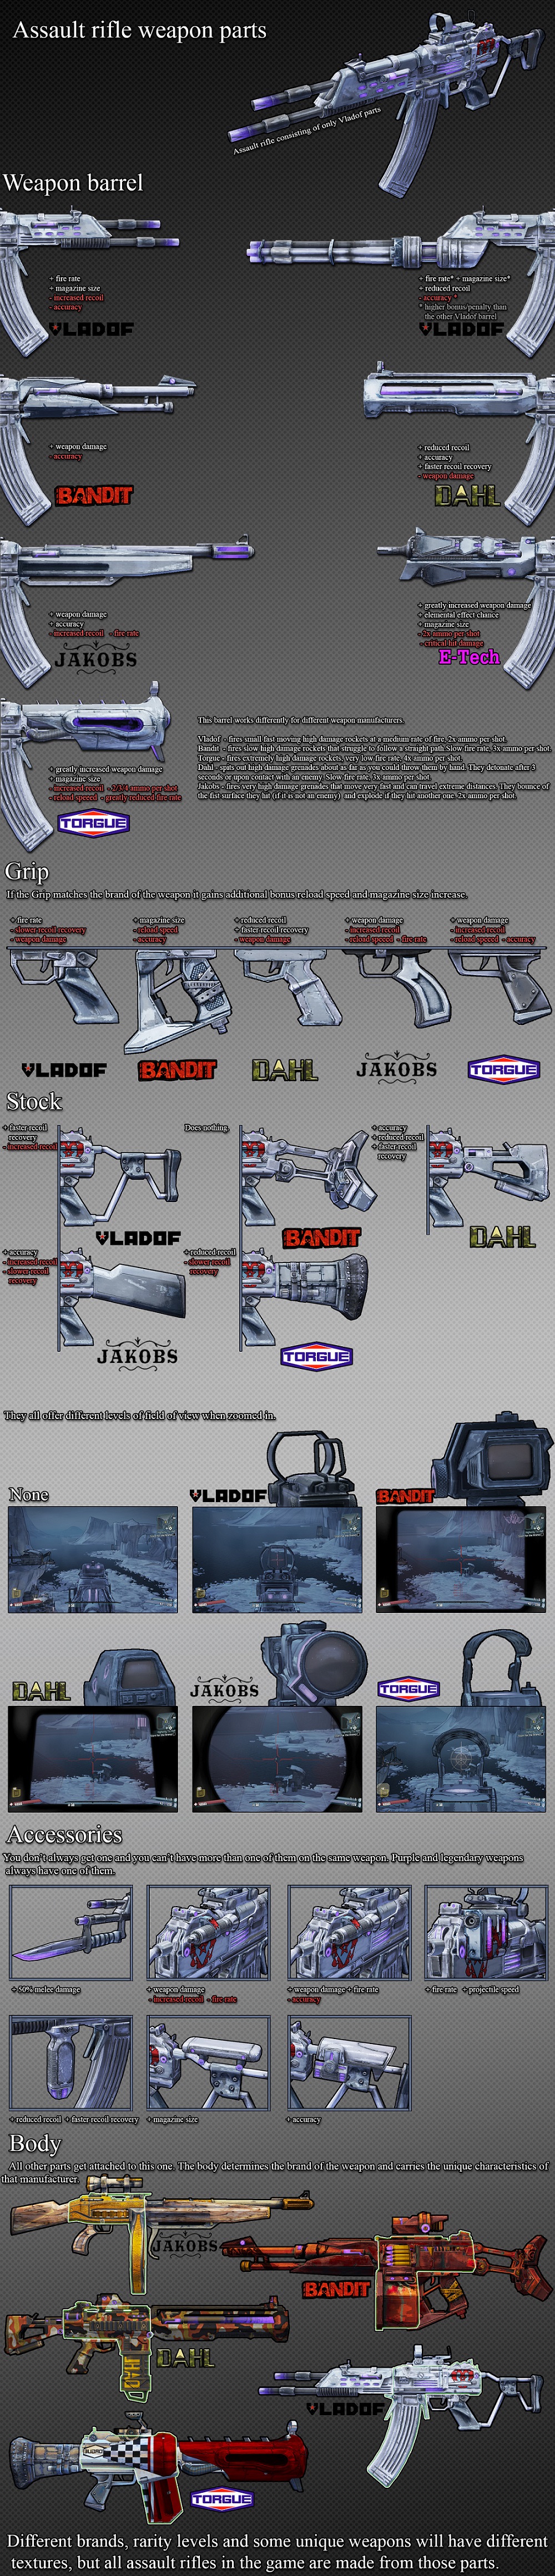 Assault rifle weapon parts
Assault rifle consisting of only Vladof parts
Weapon barrel
+ fire rate
+ magazine size
- increased recoil
- accuracy
VLADOF
+ fire rate* + magazine size*
+ reduced recoil
- accuracy *
* higher bonus/penalty than
the other Vladof barrel
VLADOF
+ weapon damage
- accuracy
BANDIT
+ reduced recoil
+ accuracy
+ faster recoil recovery
- weapon damage
DAHL
+ weapon damage
+ accuracy
- increased recoil - fire rate
JAKOBS
+ greatly increased weapon damage
+ elemental effect chance
+ magazine size
- 2x ammo per shot
- critical hit damage
E-Tech
+ greatly increased weapon damage
+ magazine size
- increased recoil - 2/3/4 ammo per shot
- reload speeed - greatly reduced fire rate
TORGUE
This barrel works differently for different weapon manufacturers.
Vladof - fires small fast moving high damage rockets at a medium rate of fire, 2x ammo per shot.
Bandit - fires slow high damage rockets that struggle to follow a straight path. Slow fire rate, 3x ammo per shot.
Torgue - fires extremely high damage rockets, very low fire rate, 4x ammo per shot.
Dahl - spits out high damage grenades about as far as you could throw them by hand. They detonate after 3
seconds or upon contact with an enemy. Slow fire rate, 3x ammo per shot.
Jakobs - fires very high damage grenades that move very fast and can travel extreme distances. They bounce of
the fist surface they hit (if it is not an enemy) and explode if they hit another one. 2x ammo per shot.
Grip
If the Grip matches the brand of the weapon it gains additional bonus reload speed and magazine size increase.
+ fire rate
- slower recoil recovery
- weapon damage
+ magazine size
- reload speed
- accuracy
+ reduced recoil
+ faster recoil recovery
- weapon damage
+ weapon damage
- increased recoil
- reload speeed - fire rate
+ weapon damage
- increased recoil
- reload speeed - accuracy
VLADOF
BANDIT
DAHL
JAKOBS
TORGUE
Stock
+ faster recoil
recovery
- increased recoil
VLADOF
Does nothing.
BANDIT
+ accuracy
+ reduced recoil
+ faster recoil
recovery
DAHL
+ accuracy
- increased recoil
- slower recoil
recovery
JAKOBS
+ reduced recoil
- slower recoil
recovery
TORGUE
They all offer different levels of field of view when zoomed in.
None
VLADOF
BANDIT
DAHL
JAKOBS
TORGUE
Accessories
You don't always get one and you can't have more than one of them on the same weapon. Purple and legendary weapons
always have one of them.
+ 50% melee damage
+ weapon damage
- increased recoil - fire rate
+ weapon damage + fire rate
- accuracy
+ fire rate + projectile speed
+ reduced recoil + faster recoil recovery
+ magazine size
+ accuracy
Body
All other parts get attached to this one. The body determines the brand of the weapon and carries the unique characteristics of
that manufacturer.
JAKOBS
BANDIT
DAHL
DAHL
VLADOF
TORGUE
Different brands, rarity levels and some unique weapons will have different
textures, but all assault rifles in the game are made from those parts.